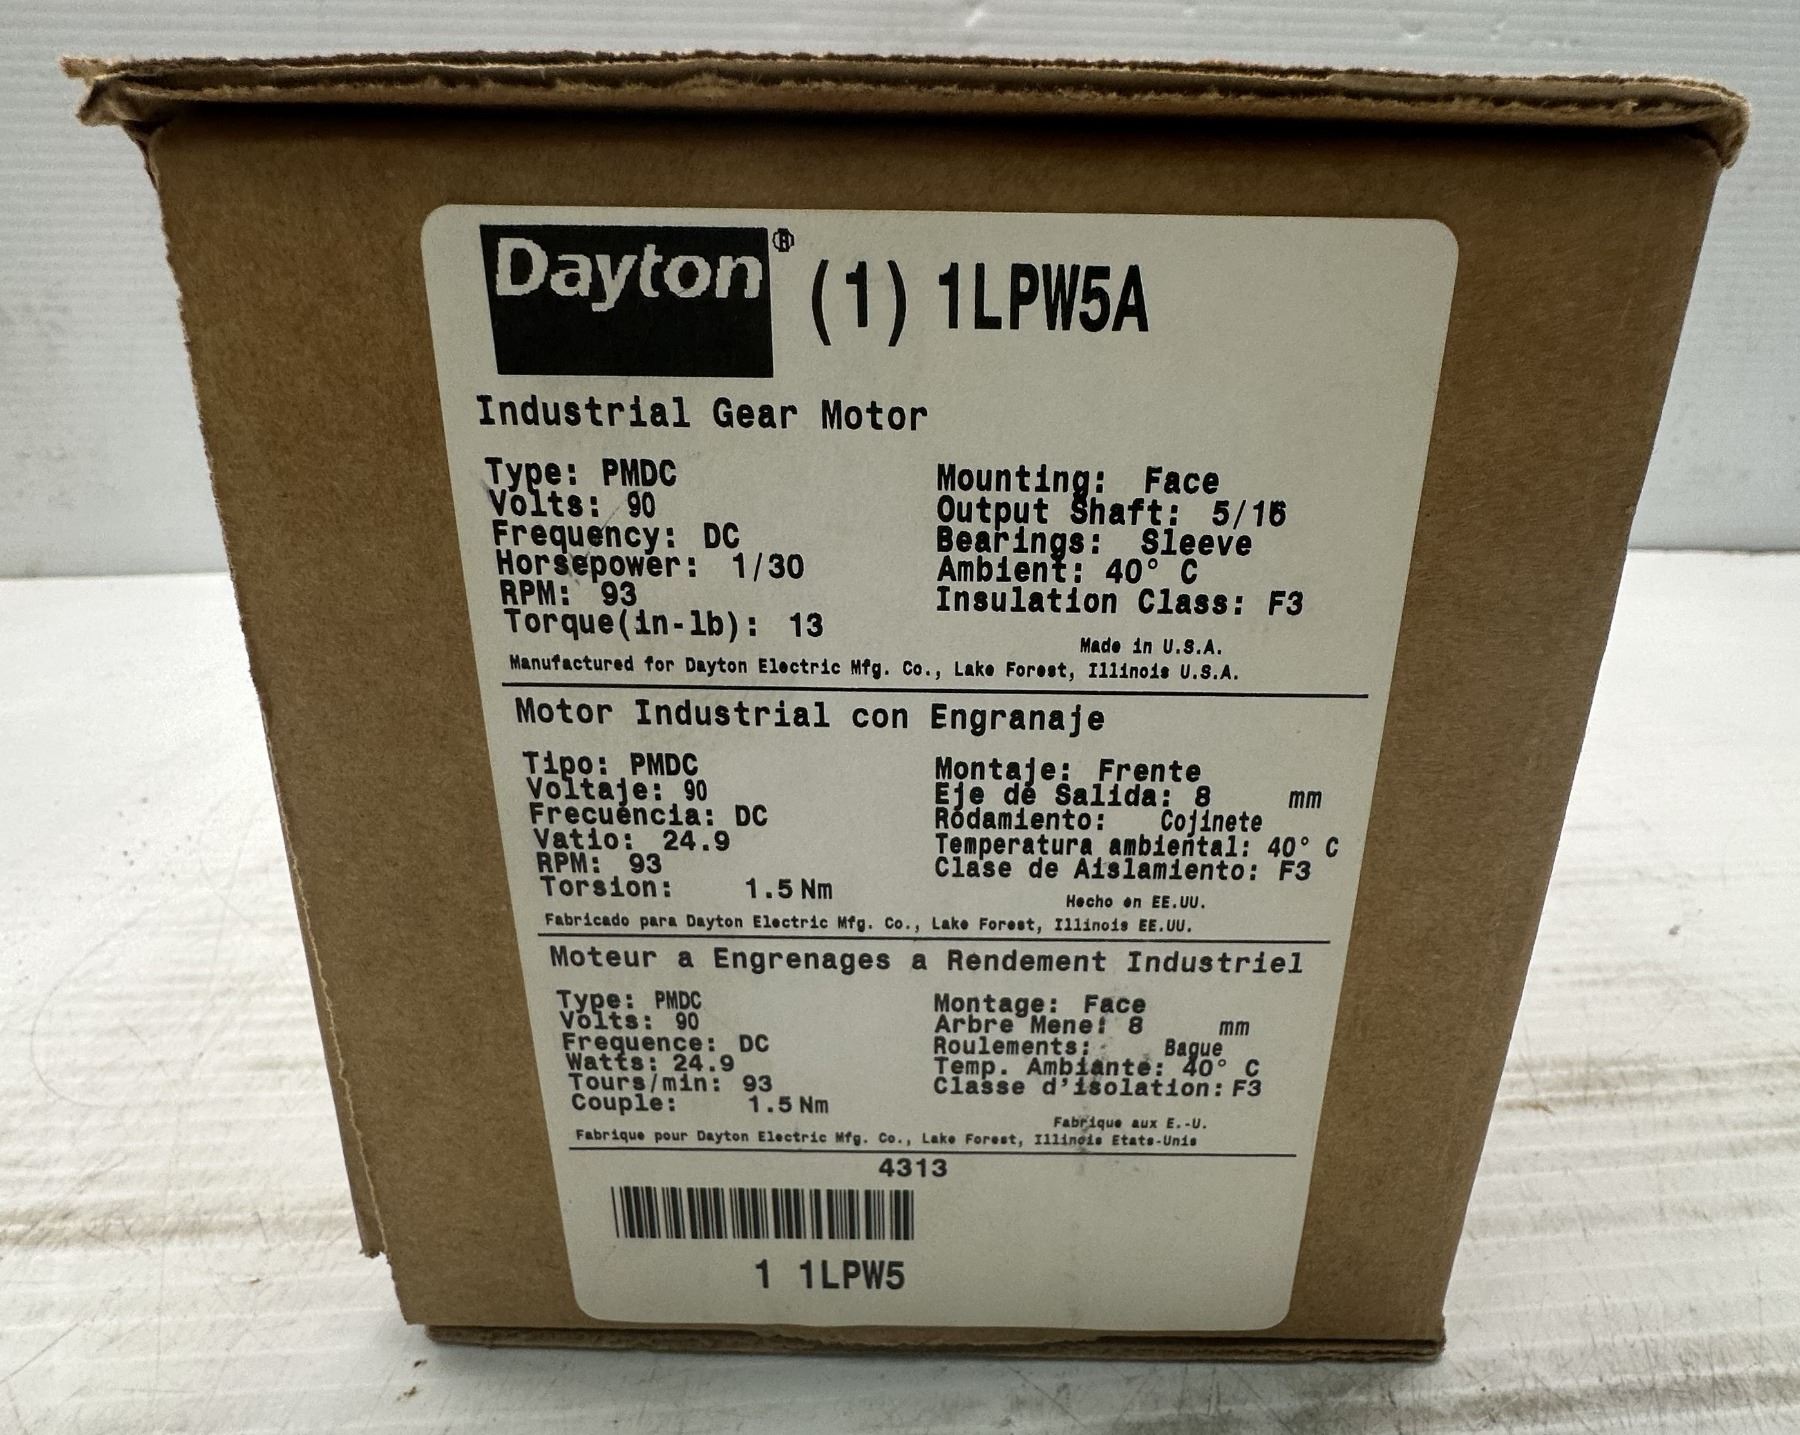 Dayton® (1) 1LPW5A
Industrial Gear Motor
Type: PMDC Mounting: Face
Volts: 90 Output Shaft: 5/16
Frequency: DC Bearings: Sleeve
Horsepower: 1/30 Ambient: 40° C
RPM: 93 Insulation Class: F3
Torque(in-lb): 13
Made in U.S.A.
Manufactured for Dayton Electric Mfg. Co., Lake Forest, Illinois U.S.A.
Motor Industrial con Engranaje
Tipo: PMDC Montaje: Frente
Voltaje: 90 Eje de Salida: 8 mm
Frecuencia: DC Rodamiento: Cojinete
Vatio: 24.9 Temperatura ambiental: 40° C
RPM: 93 Clase de Aislamiento: F3
Torsion: 1.5 Nm
Hecho en EE.UU.
Fabricado para Dayton Electric Mfg. Co., Lake Forest, Illinois EE.UU.
Moteur a Engrenages a Rendement Industriel
Type: PMDC Montage: Face
Volts: 90 Arbre Mene: 8 mm
Frequence: DC Roulements: Bague
Watts: 24.9 Temp. Ambiante: 40° C
Tours/min: 93 Classe d'isolation: F3
Couple: 1.5 Nm
Fabrique aux E.-U.
Fabrique pour Dayton Electric Mfg. Co., Lake Forest, Illinois Etats-Unis
4313
1 1LPW5